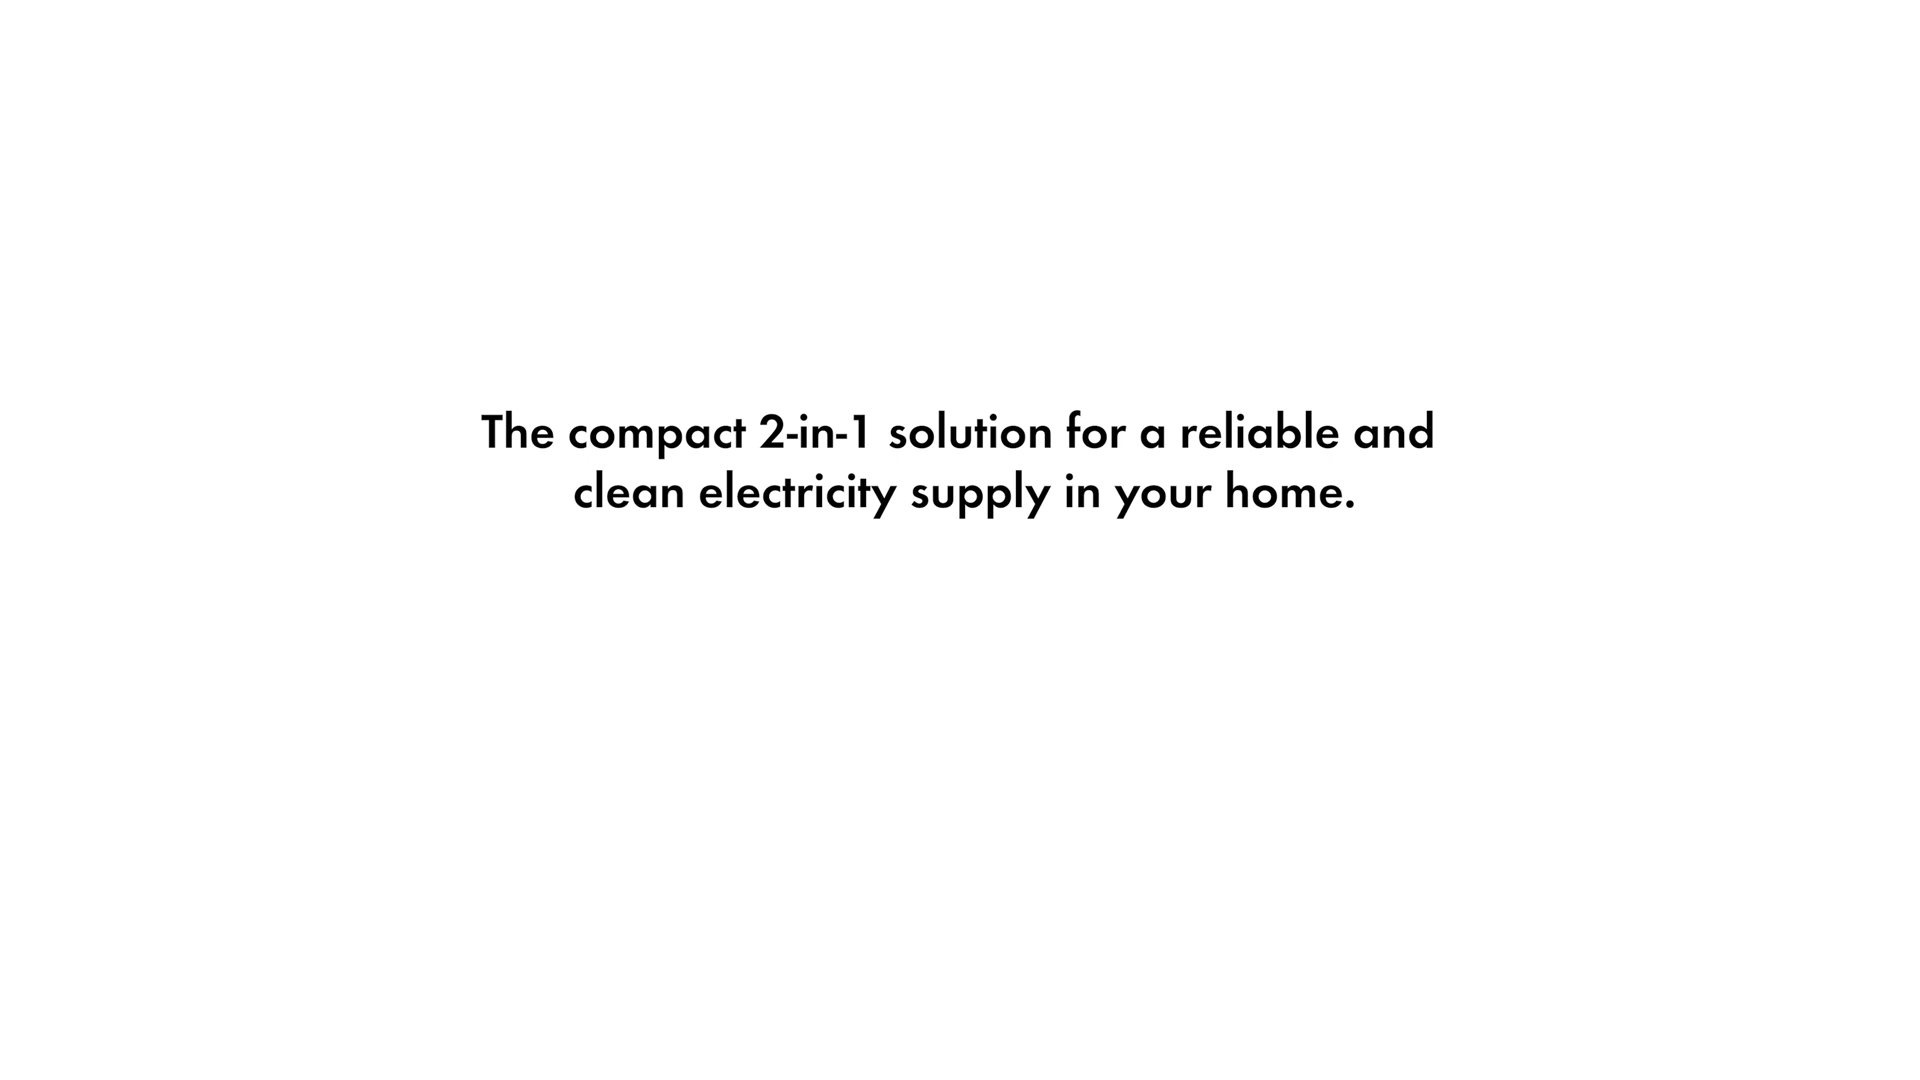 The compact 2-in-1 solution for a reliable and
clean electricity supply in your home.